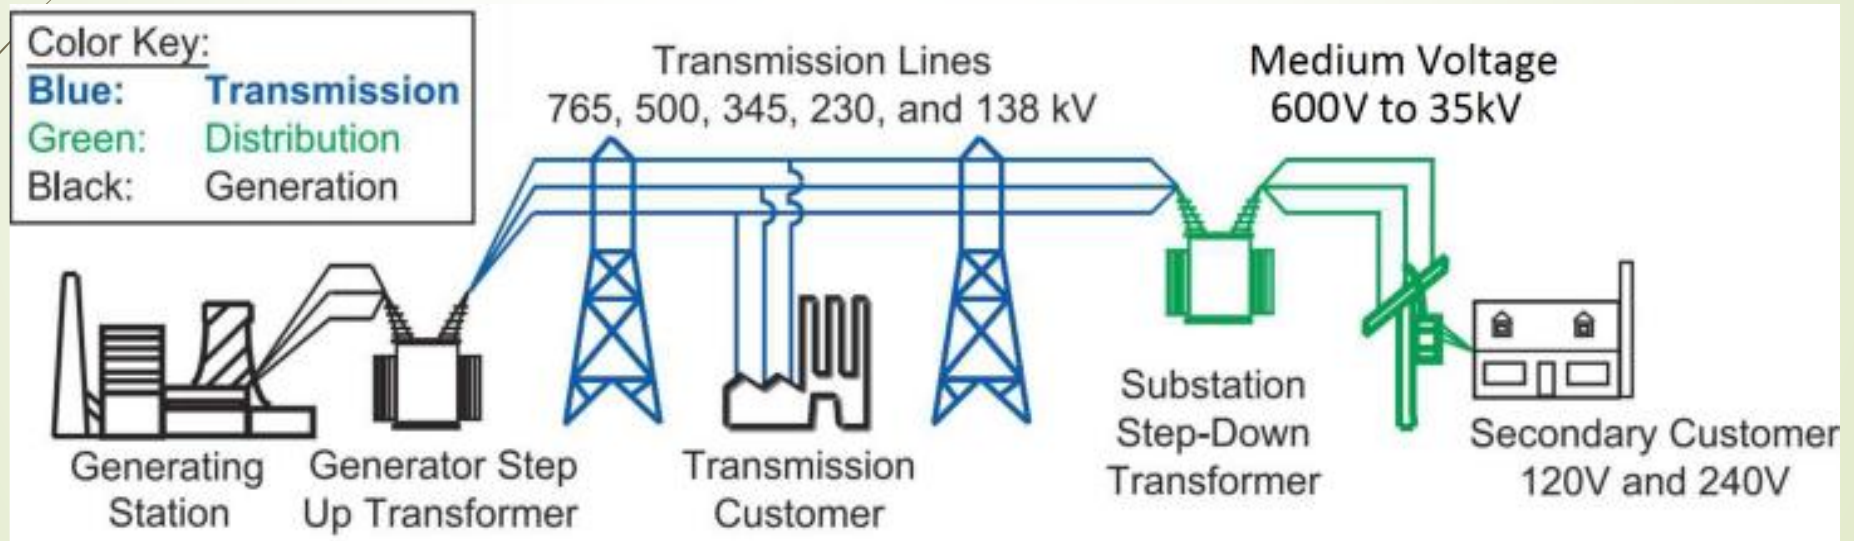 Color Key:
Blue: Transmission
Green: Distribution
Black: Generation
Transmission Lines
765, 500, 345, 230, and 138 kV
Medium Voltage
600V to 35kV
Generating
Station
Generator Step
Up Transformer
Transmission
Customer
Substation
Step-Down
Transformer
Secondary Customer
120V and 240V